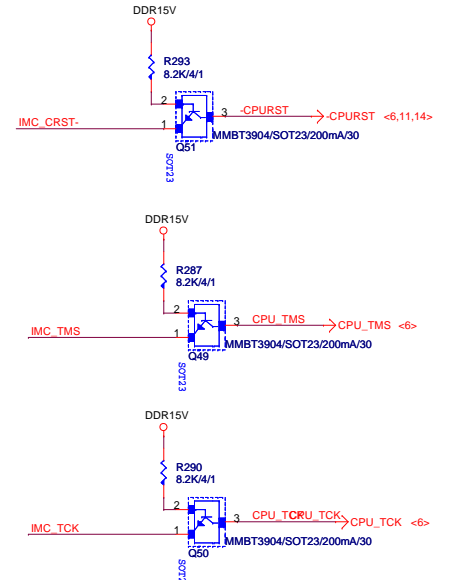 DDR15V
R293
8.2K/4/1
2
3
-CPURST
-CPURST <6,11,14>
IMC_CRST-
1
MMBT3904/SOT23/200mA/30
Q51
SOT23
DDR15V
R287
8.2K/4/1
2
3
CPU_TMS
CPU_TMS <6>
IMC_TMS
1
MMBT3904/SOT23/200mA/30
Q49
SOT23
DDR15V
R290
8.2K/4/1
2
3
CPU_TCK
CPU_TCK
CPU_TCK <6>
IMC_TCK
1
MMBT3904/SOT23/200mA/30
Q50